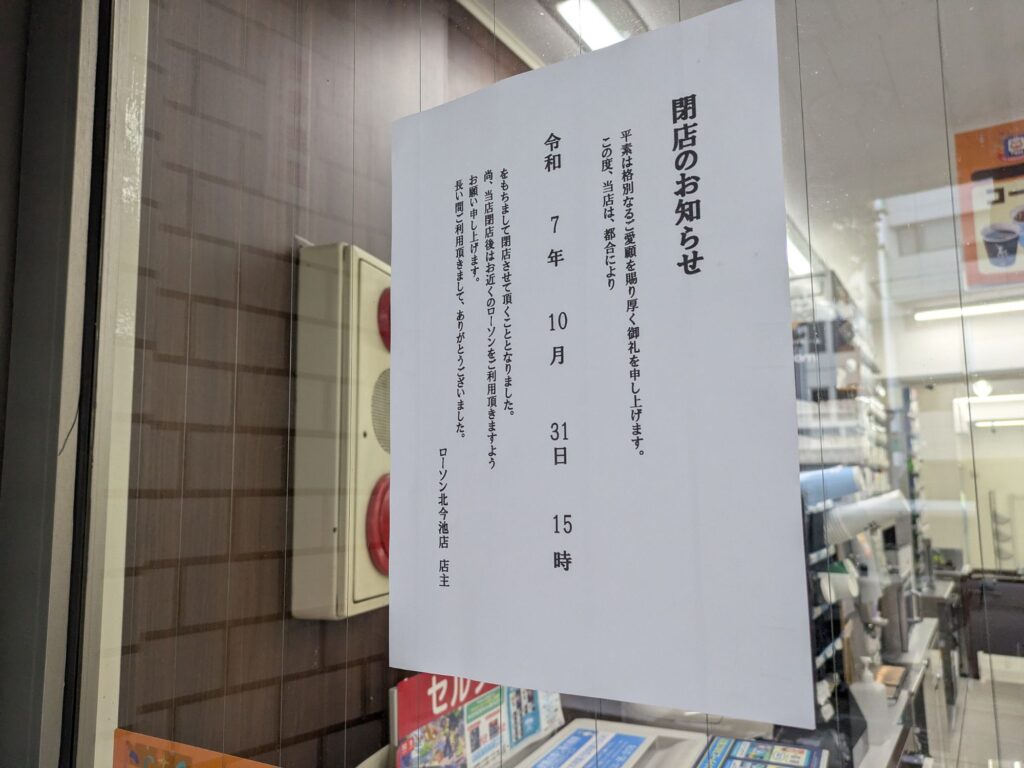 閉店のお知らせ
平素は格別なるご愛顧を賜り厚く御礼を申し上げます。
この度、当店は、都合により
令和 7年 10月 31日 15時
をもちまして閉店させて頂くこととなりました。
尚、当店閉店後はお近くのローソンをご利用頂きますよう
お願い申し上げます。
長い間ご利用頂きまして、ありがとうございました。
ローソン北今池店 店主
コー
セル